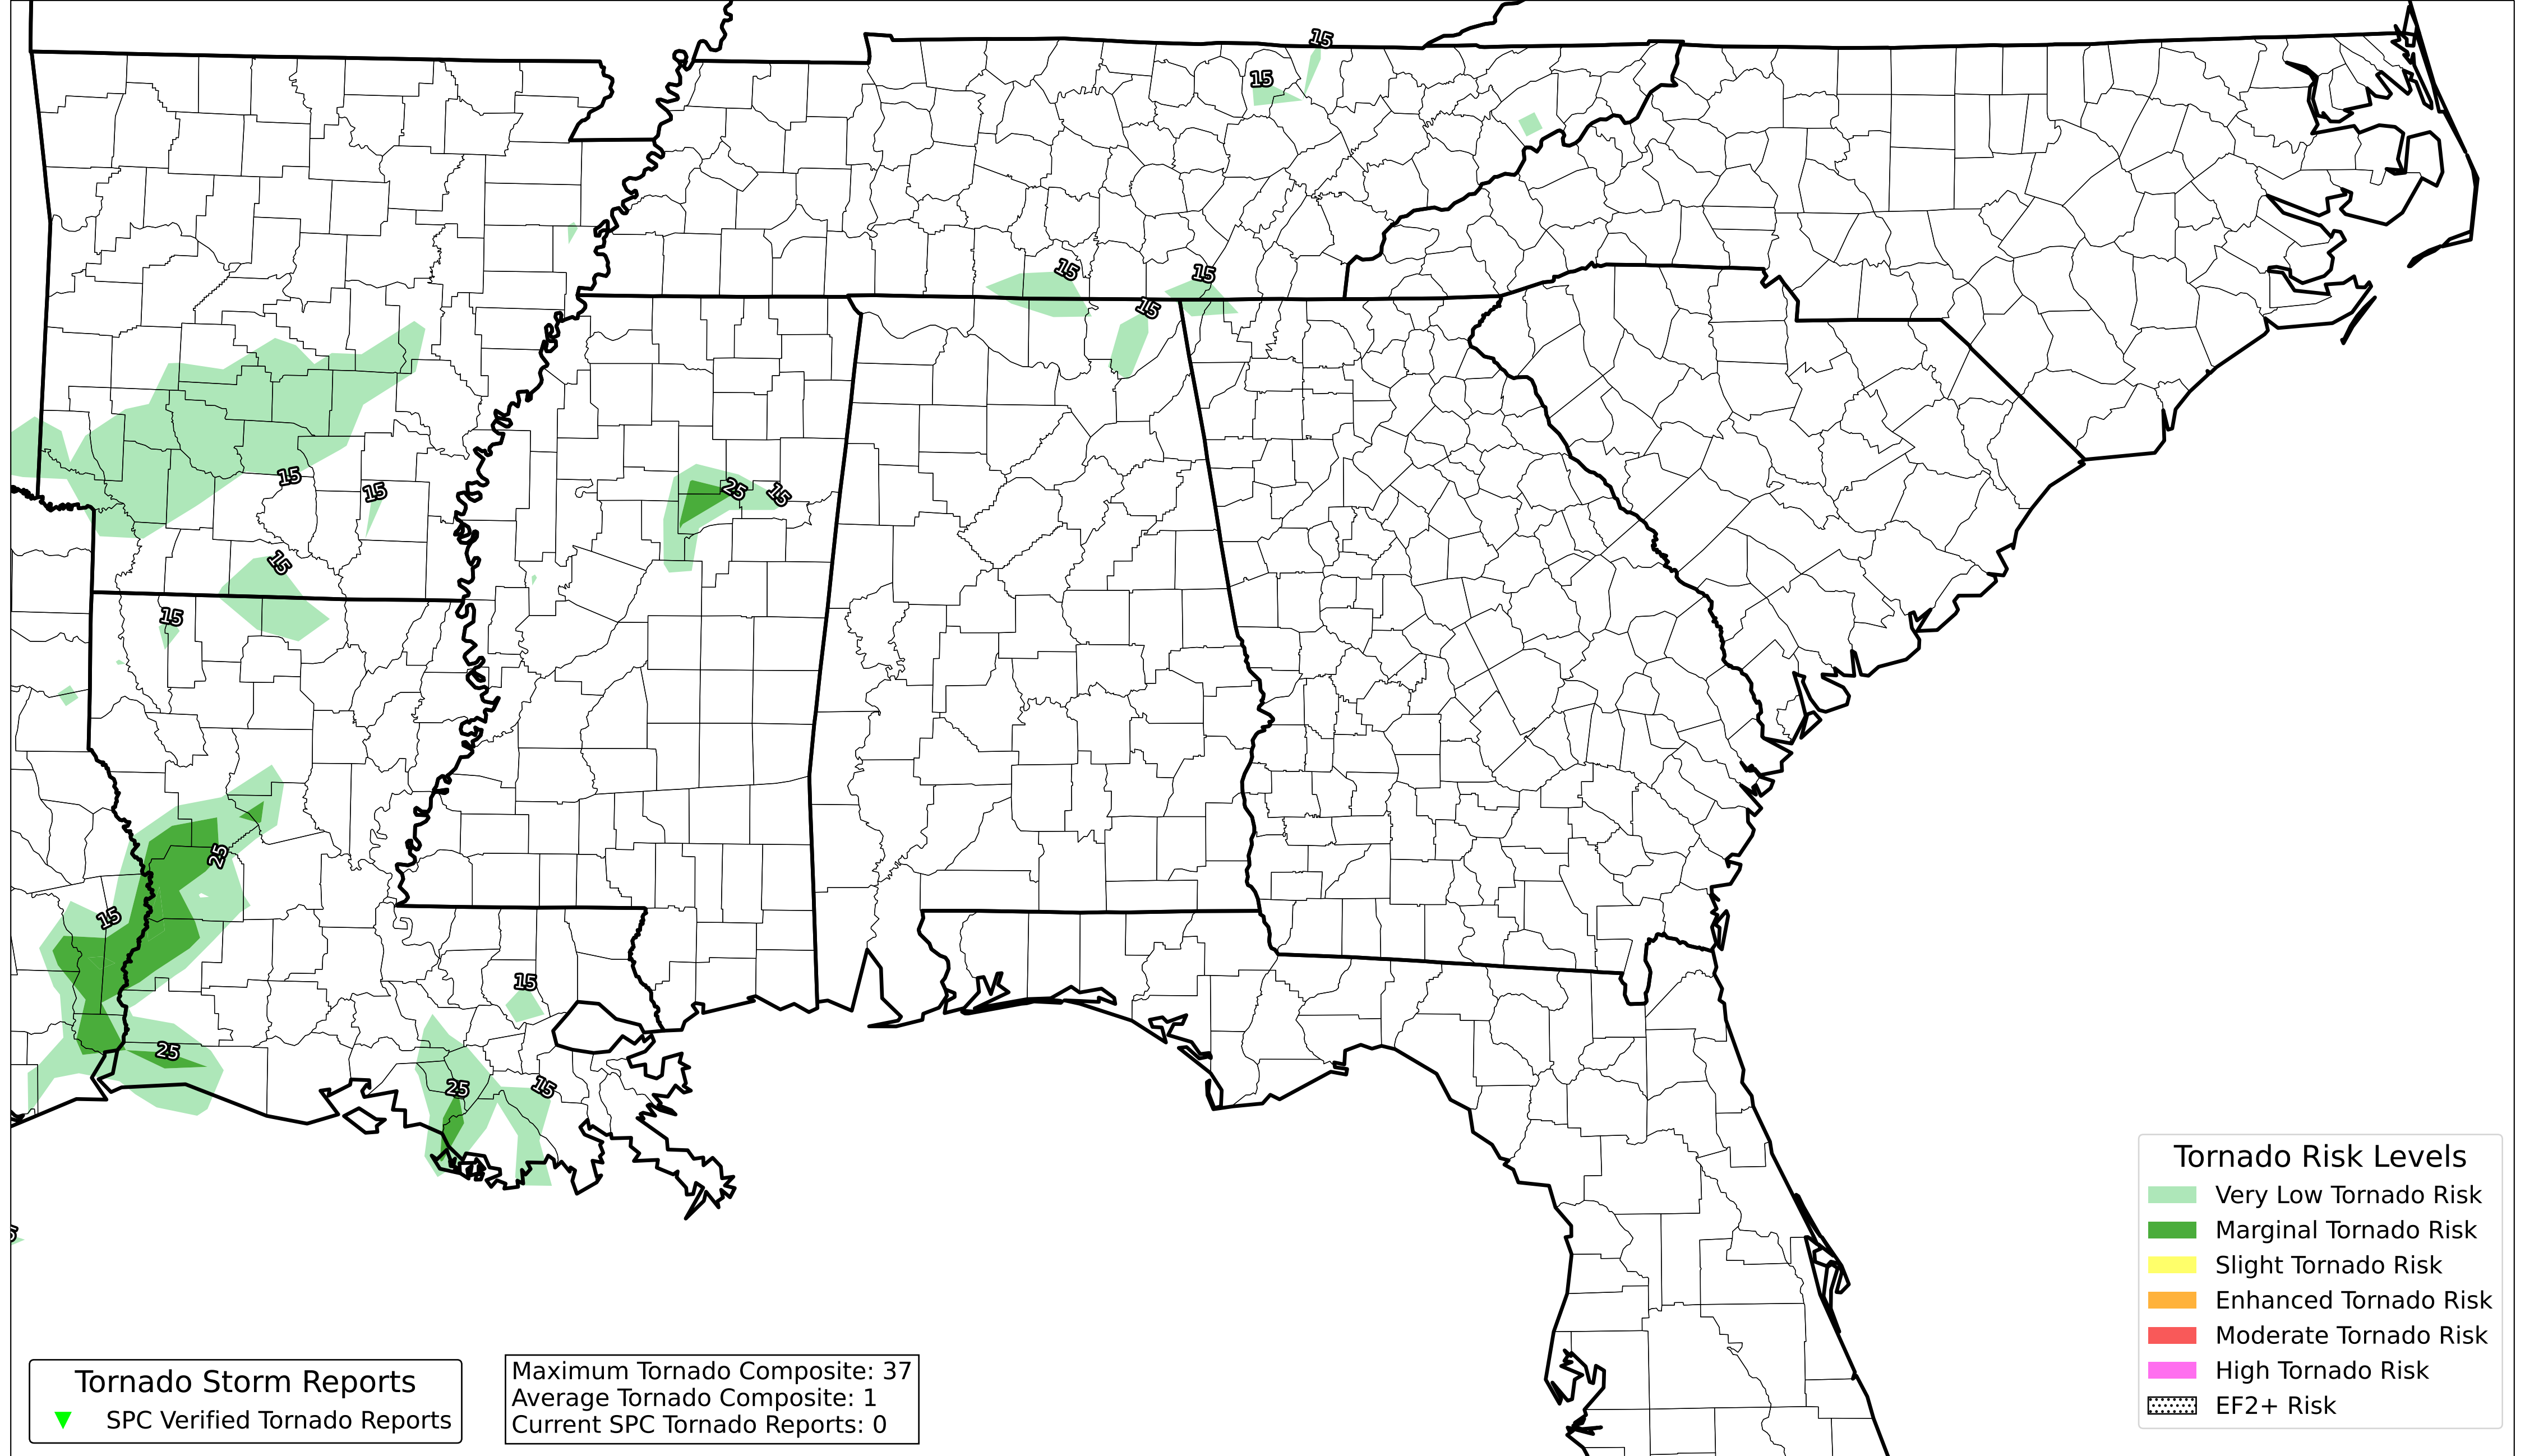 15
15
15
15
15
15
15
25
15
15
15
25
15
15
25
25
15
Tornado Storm Reports
SPC Verified Tornado Reports
Maximum Tornado Composite: 37
Average Tornado Composite: 1
Current SPC Tornado Reports: 0
Tornado Risk Levels
Very Low Tornado Risk
Marginal Tornado Risk
Slight Tornado Risk
Enhanced Tornado Risk
Moderate Tornado Risk
High Tornado Risk
EF2+ Risk